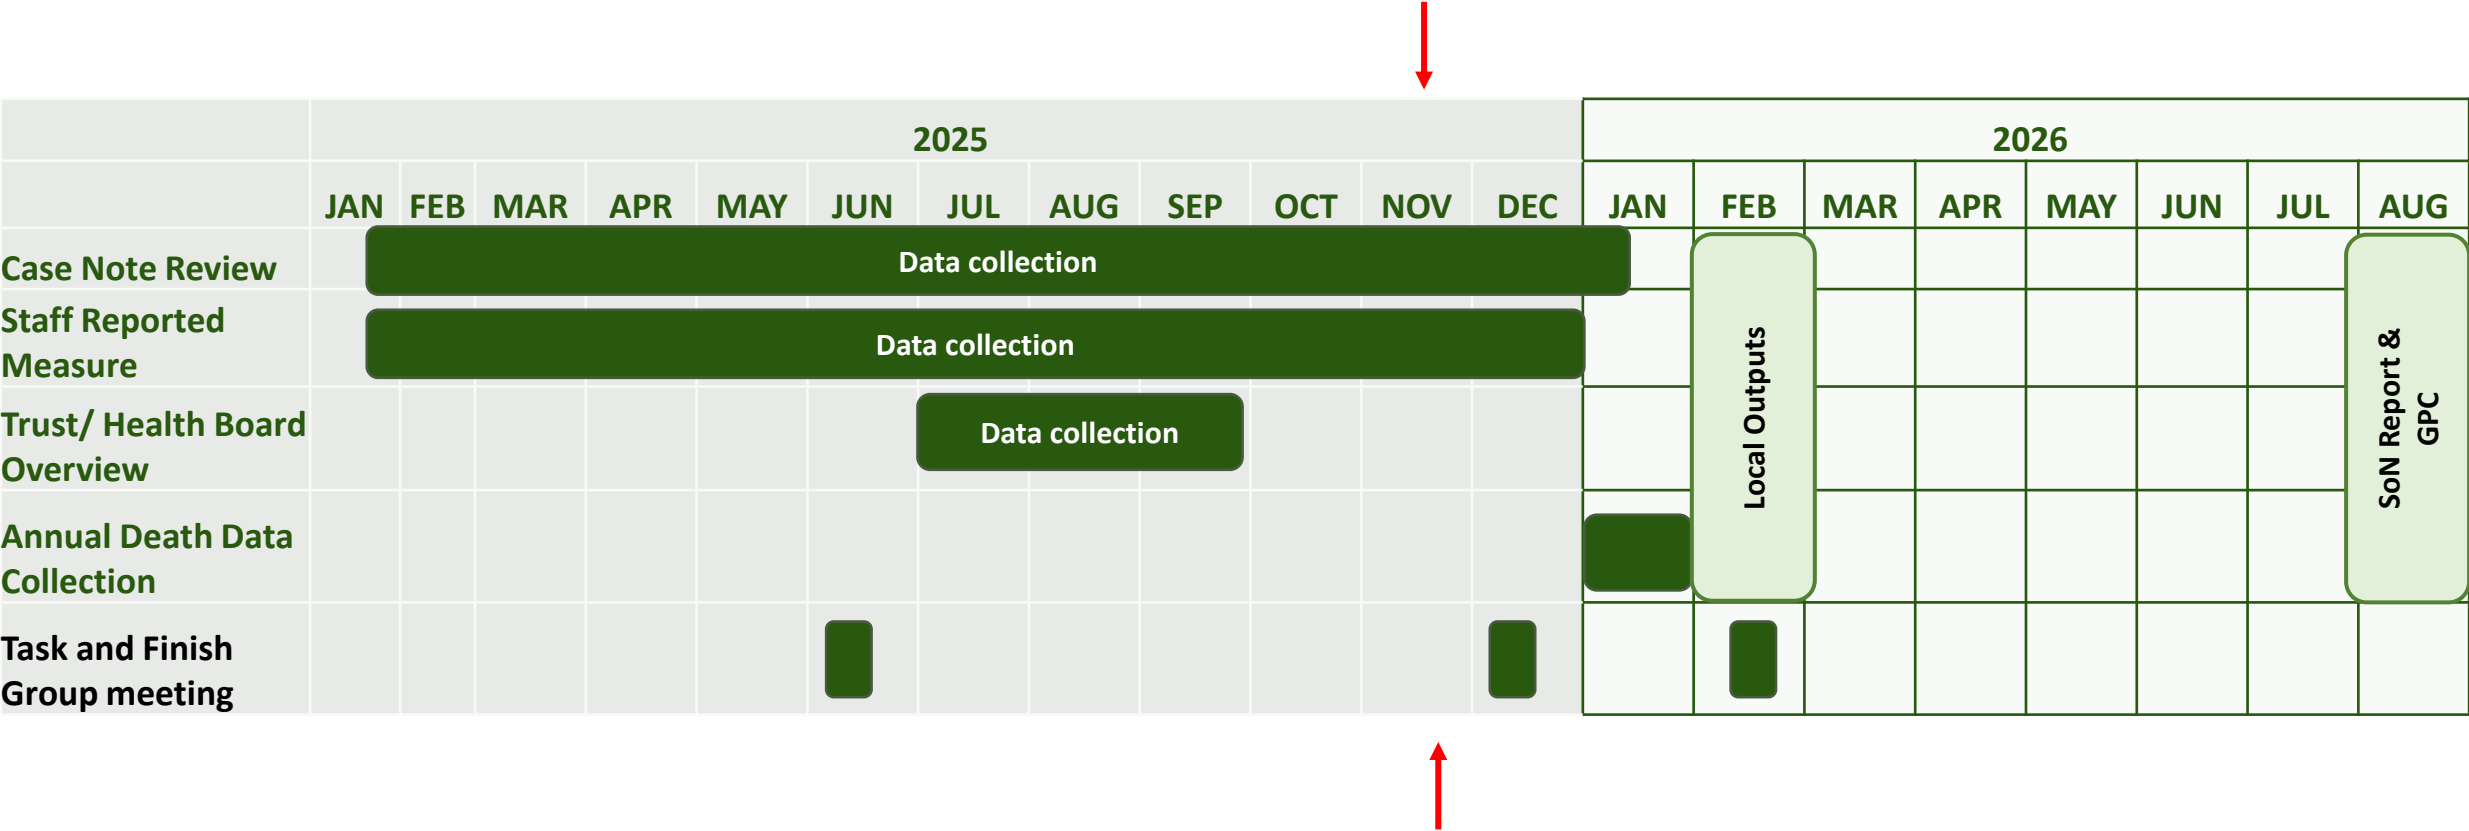 2025
2026
JAN FEB MAR APR MAY JUN JUL AUG SEP OCT NOV DEC JAN FEB MAR APR MAY JUN JUL AUG
Case Note Review
Data collection
Staff Reported
Measure
Data collection
Trust/ Health Board
Overview
Data collection
Annual Death Data
Collection
Local Outputs
SoN Report &
GPC
Task and Finish
Group meeting